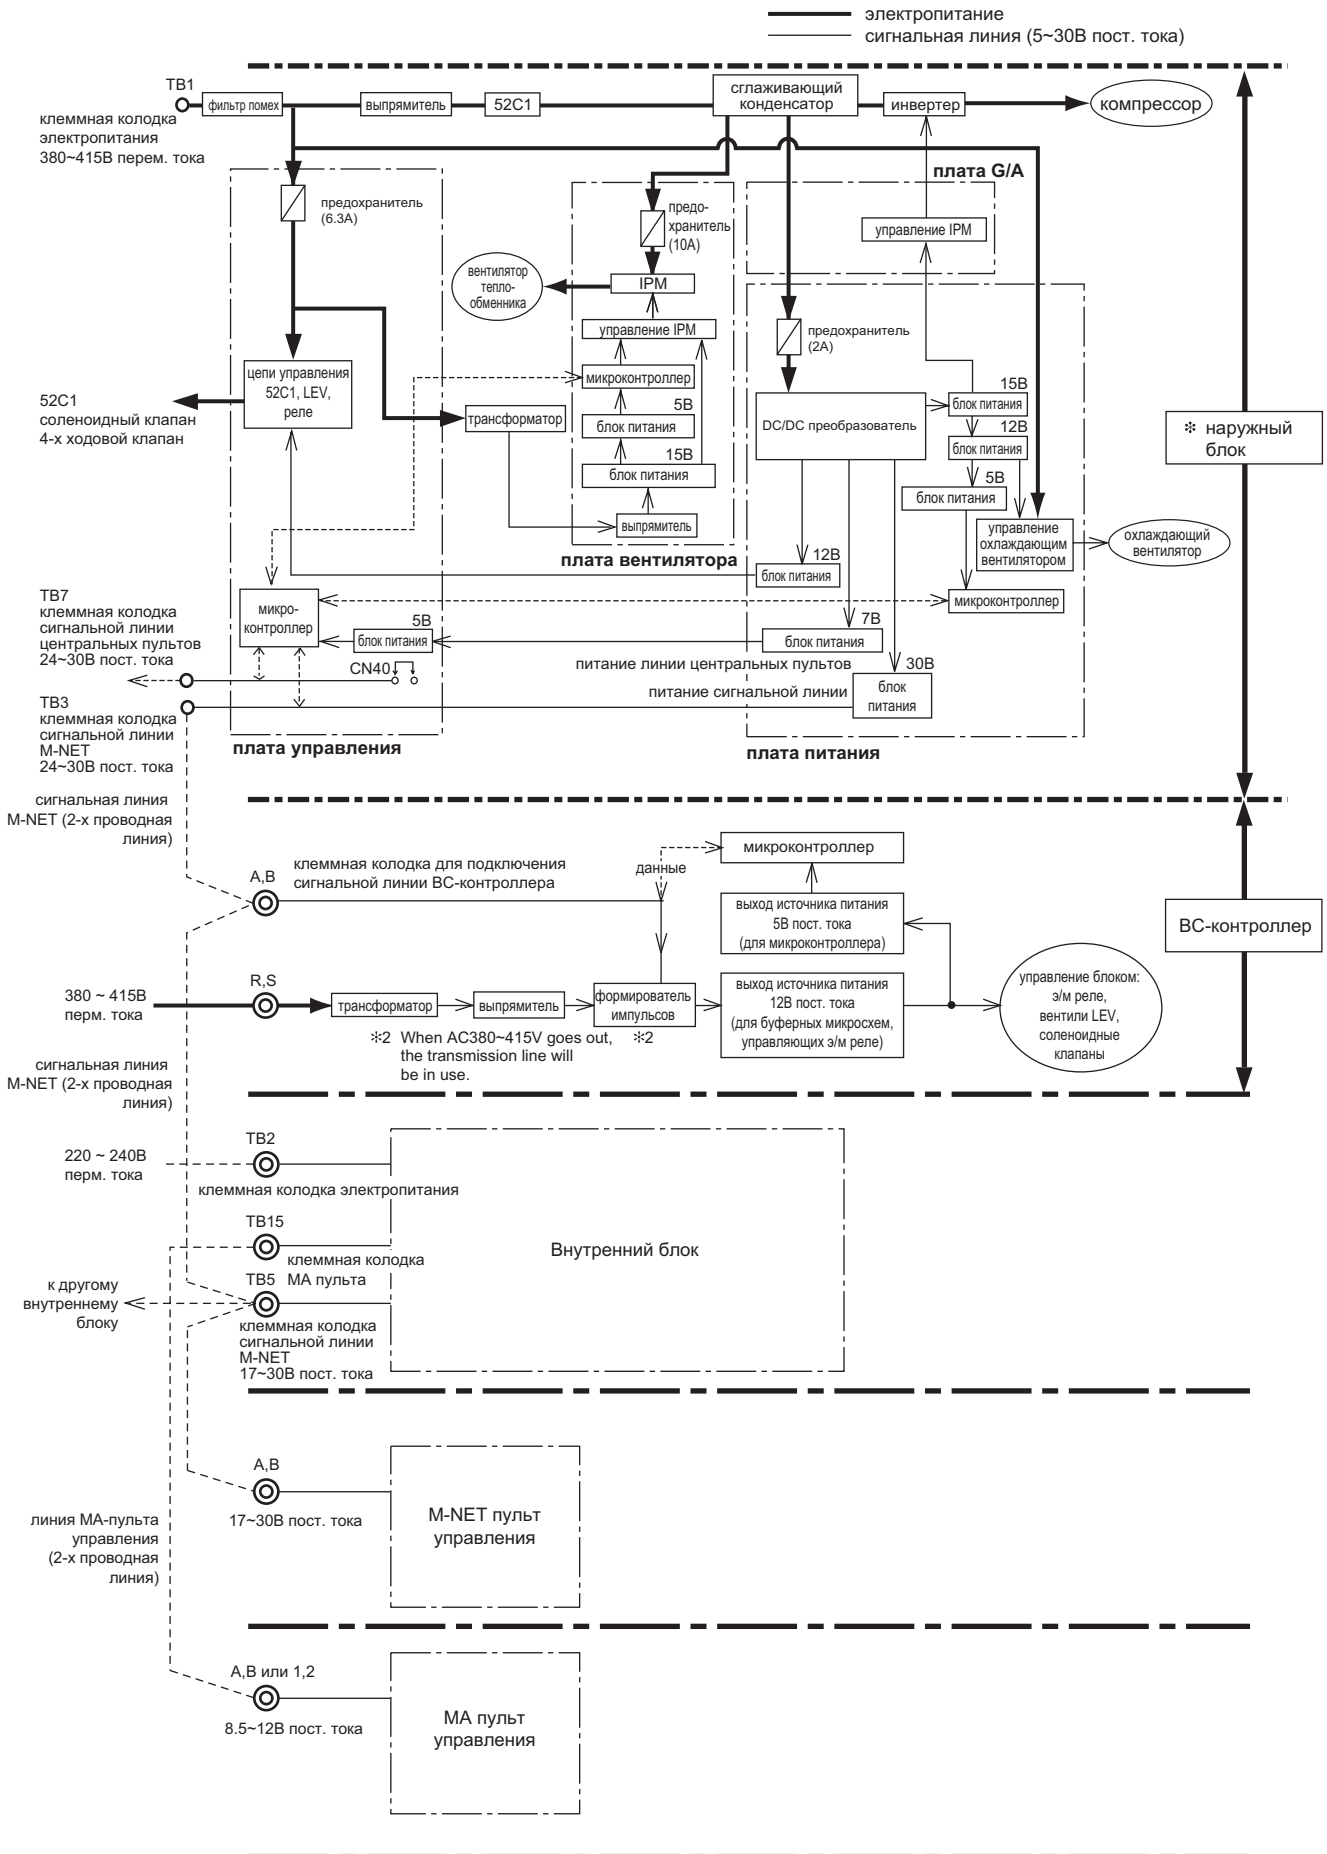 электропитание
сигнальная линия (5~30В пост. тока)
TB1
клеммная колодка
электропитания
380~415В перем. тока
фильтр помех
выпрямитель
52C1
сглаживающий
конденсатор
инвертер
компрессор
предохранитель
(6.3А)
предо-
хранитель
(10А)
плата G/A
управление IPM
вентилятор
тепло-
обменника
IPM
управление IPM
микроконтроллер
5В
блок питания
15В
блок питания
выпрямитель
плата вентилятора
предохранитель
(2А)
DC/DC преобразователь
15В
блок питания
12В
блок питания
5В
блок питания
управление
охлаждающим
вентилятором
охлаждающий
вентилятор
✻ наружный
блок
цепи управления
52C1, LEV,
реле
52C1
соленоидный клапан
4-х ходовой клапан
трансформатор
12В
блок питания
микроконтроллер
TB7
клеммная колодка
сигнальной линии
центральных пультов
24~30В пост. тока
микро-
контроллер
5В
блок питания
7В
блок питания
CN40
питание линии центральных пультов
30В
питание сигнальной линии
блок
питания
TB3
клеммная колодка
сигнальной линии
M-NET
24~30В пост. тока
плата управления
плата питания
сигнальная линия
M-NET (2-х проводная
линия)
A,B
клеммная колодка для подключения
сигнальной линии BC-контроллера
данные
микроконтроллер
выход источника питания
5В пост. тока
(для микроконтроллера)
BC-контроллер
380 ~ 415В
перм. тока
R,S
трансформатор
выпрямитель
формирователь
импульсов
выход источника питания
12В пост. тока
(для буферных микросхем,
управляющих э/м реле)
управление блоком:
э/м реле,
вентили LEV,
соленоидные
клапаны
✻2 When AC380~415V goes out,
the transmission line will
be in use.
✻2
сигнальная линия
M-NET (2-х проводная
линия)
TB2
220 ~ 240В
перм. тока
клеммная колодка электропитания
TB15
клеммная колодка
MA пульта
Внутренний блок
TB5
к другому
внутреннему
блоку
клеммная колодка
сигнальной линии
M-NET
17~30В пост. тока
A,B
17~30В пост. тока
M-NET пульт
управления
линия MA-пульта
управления
(2-х проводная
линия)
A,B или 1,2
8.5~12В пост. тока
MA пульт
управления